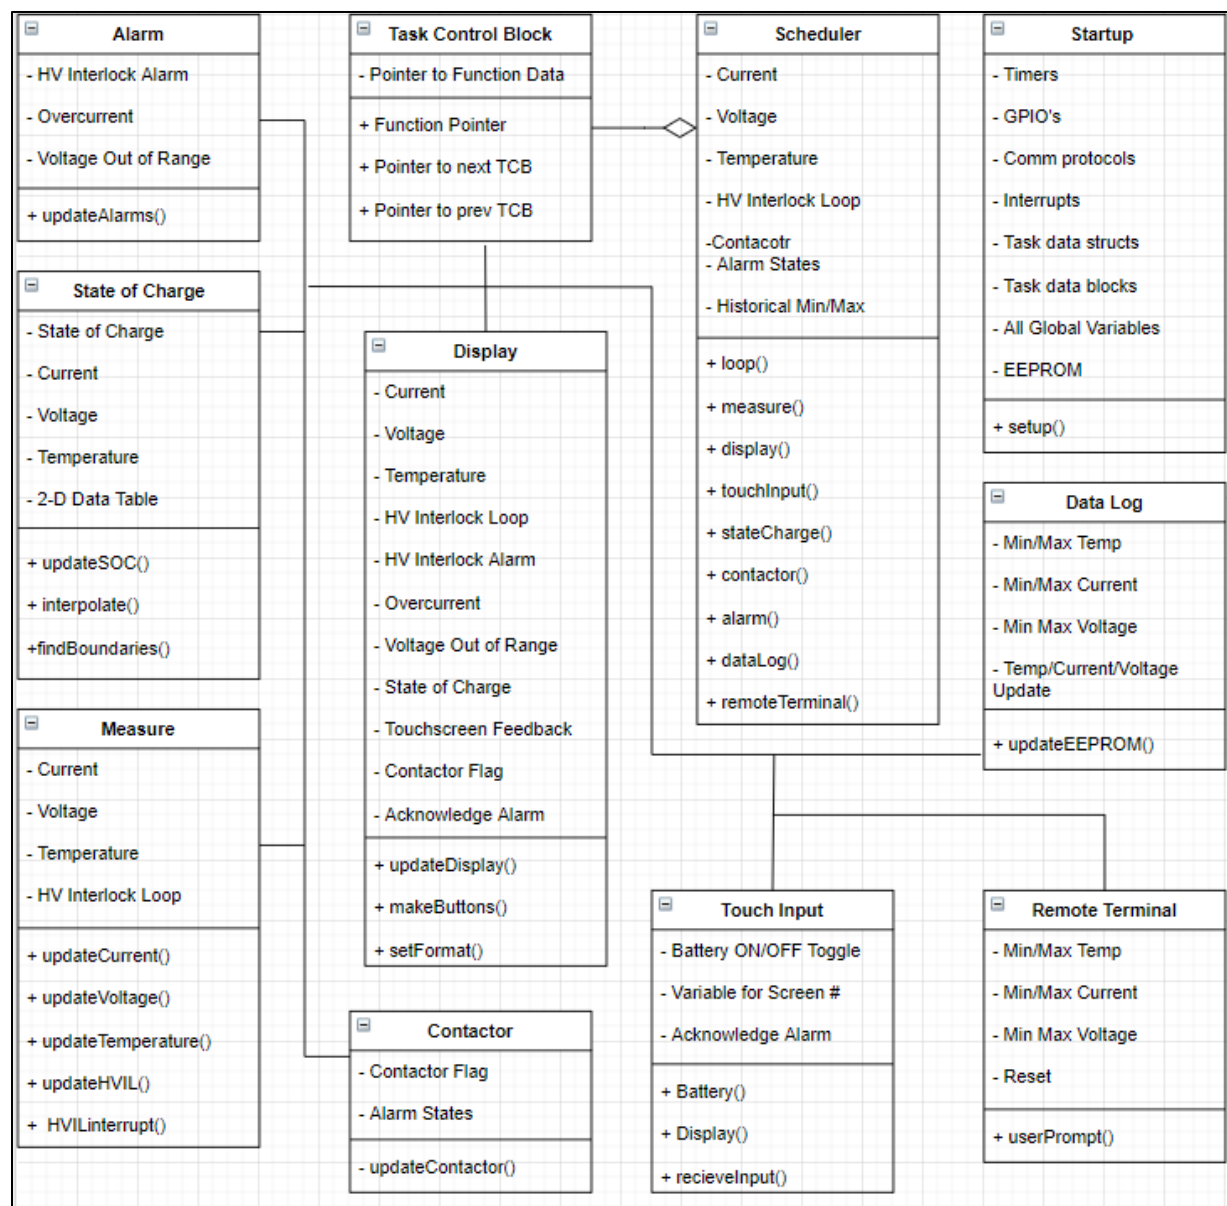 Alarm
- HV Interlock Alarm
- Overcurrent
- Voltage Out of Range
+ updateAlarms()
Task Control Block
- Pointer to Function Data
+ Function Pointer
+ Pointer to next TCB
+ Pointer to prev TCB
Scheduler
- Current
- Voltage
- Temperature
- HV Interlock Loop
-Contacotr
- Alarm States
- Historical Min/Max
+ loop()
+ measure()
+ display()
+ touchInput()
+ stateCharge()
+ contactor()
+ alarm()
+ dataLog()
+ remoteTerminal()
Startup
- Timers
- GPIO's
- Comm protocols
- Interrupts
- Task data structs
- Task data blocks
- All Global Variables
- EEPROM
+ setup()
State of Charge
- State of Charge
- Current
- Voltage
- Temperature
- 2-D Data Table
+ updateSOC()
+ interpolate()
+findBoundaries()
Display
- Current
- Voltage
- Temperature
- HV Interlock Loop
- HV Interlock Alarm
- Overcurrent
- Voltage Out of Range
- State of Charge
- Touchscreen Feedback
- Contactor Flag
- Acknowledge Alarm
+ updateDisplay()
+ makeButtons()
+ setFormat()
Data Log
- Min/Max Temp
- Min/Max Current
- Min Max Voltage
- Temp/Current/Voltage
Update
+ updateEEPROM()
Measure
- Current
- Voltage
- Temperature
- HV Interlock Loop
+ updateCurrent()
+ updateVoltage()
+ updateTemperature()
+ updateHVIL()
+ HVILinterrupt()
Contactor
- Contactor Flag
- Alarm States
- updateContactor()
Touch Input
- Battery ON/OFF Toggle
- Variable for Screen #
- Acknowledge Alarm
+ Battery()
+ Display()
+ recieveInput()
Remote Terminal
- Min/Max Temp
- Min/Max Current
- Min Max Voltage
- Reset
+ userPrompt()